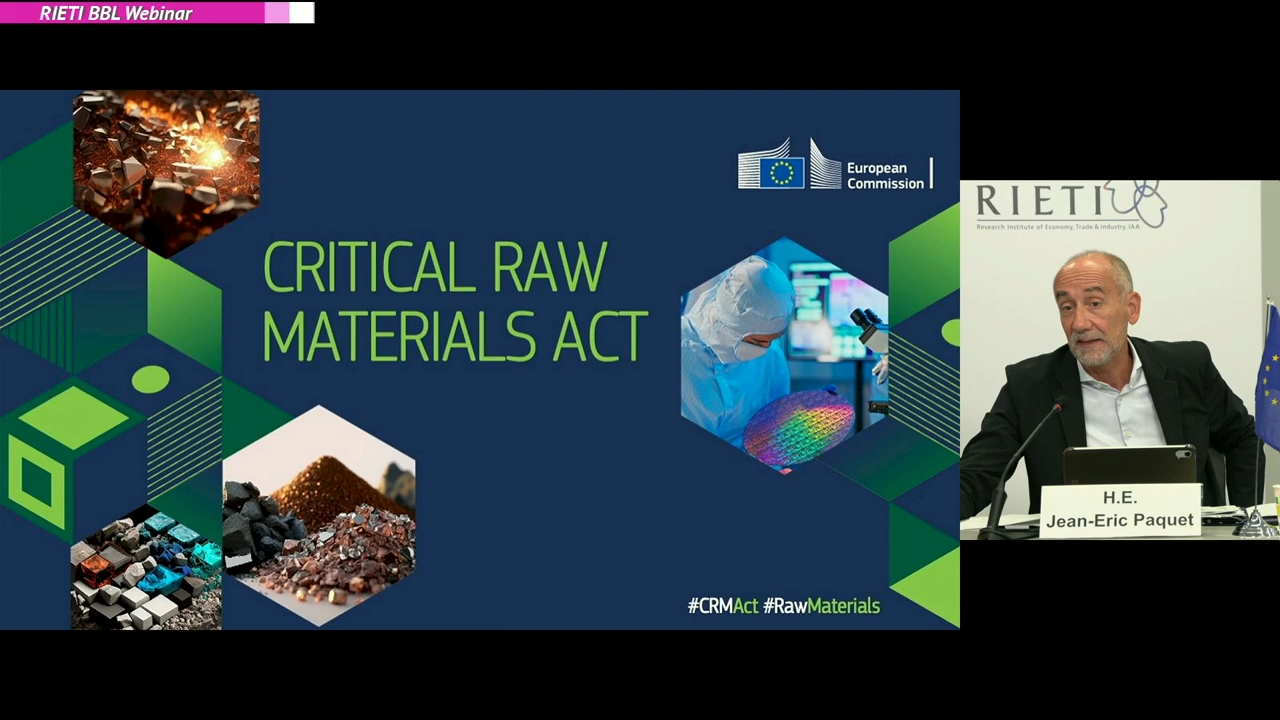 RIETI BBL Webinar
European
Commission
CRITICAL RAW
MATERIALS ACT
#CRMAct #RawMaterials
RIETI
Research Institute of Economy, Trade & Industry, IAA
H.E.
Jean-Eric Paquet